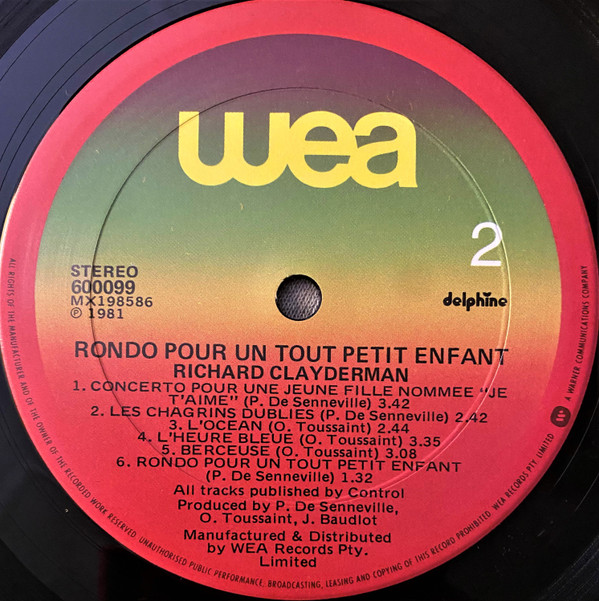 wea
2
STEREO
600099
MX198586
℗ 1981
delphine
RONDO POUR UN TOUT PETIT ENFANT
RICHARD CLAYDERMAN
1. CONCERTO POUR UNE JEUNE FILLE NOMMEE "JE
T'AIME" (P. De Senneville) 3.42
2. LES CHAGRINS DUBLIES (P. De Senneville) 2.42
3. L'OCEAN (O. Toussaint) 2.44
4. L'HEURE BLEUE (O. Toussaint) 3.35
5. BERCEUSE (O. Toussaint) 3.08
6. RONDO POUR UN TOUT PETIT ENFANT
(P. De Senneville) 1.32
All tracks published by Control
Produced by P. De Senneville,
O. Toussaint, J. Baudlot
Manufactured & Distributed
by WEA Records Pty.
Limited
ALL RIGHTS OF THE MANUFACTURER AND OF THE OWNER OF THE RECORDED WORK RESERVED. UNAUTHORISED PUBLIC PERFORMANCE, BROADCASTING, LEASING AND COPYING OF THIS RECORD PROHIBITED. WEA RECORDS PTY. LIMITED
A WARNER COMMUNICATIONS COMPANY